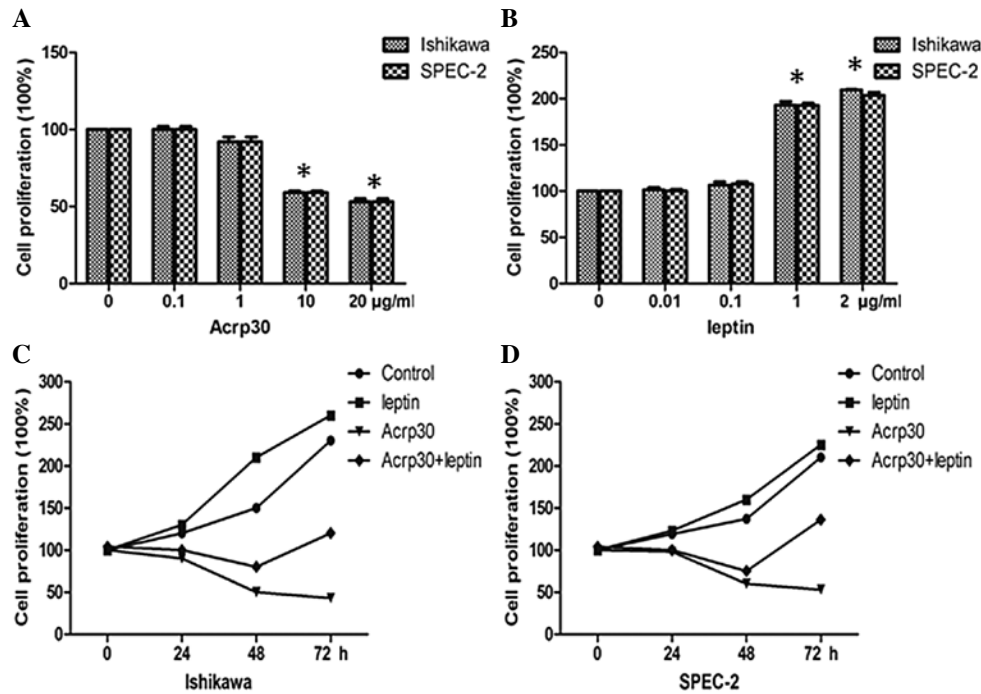 A
Ishikawa
SPEC-2
Cell proliferation (100%)
150
100
50
0
*
*
0 0.1 1 10 20 µg/ml
Acrp30
B
Ishikawa
SPEC-2
Cell proliferation (100%)
250
200
150
100
50
0
*
*
0 0.01 0.1 1 2 µg/ml
leptin
C
Control
leptin
Acrp30
Acrp30+leptin
Cell proliferation (100%)
300
250
200
150
100
50
0
0 24 48 72 h
Ishikawa
D
Control
leptin
Acrp30
Acrp30+leptin
Cell proliferation (100%)
300
250
200
150
100
50
0
0 24 48 72 h
SPEC-2